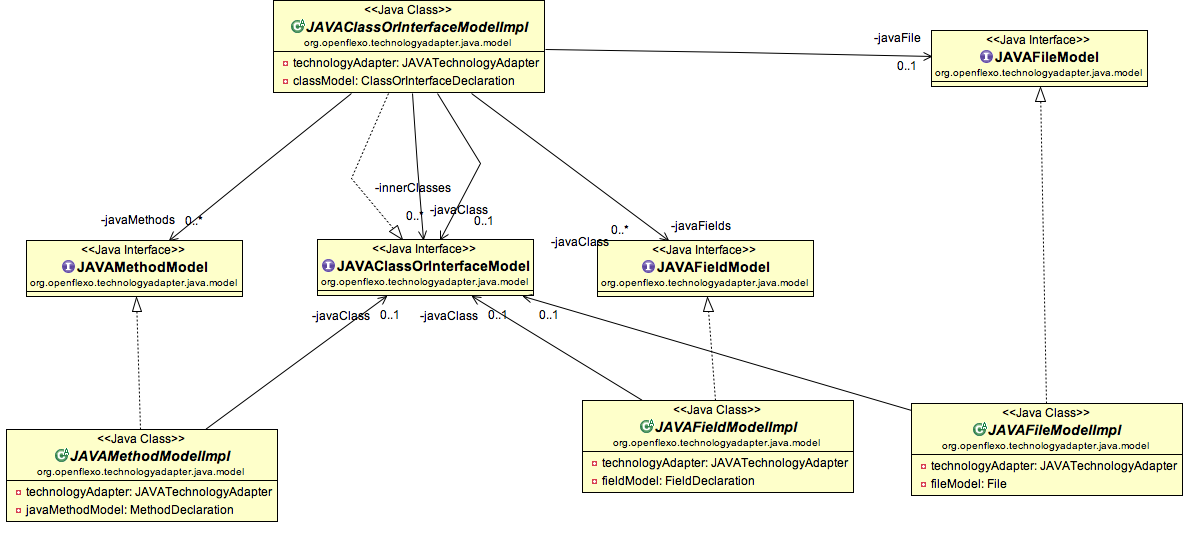 <<Java Class>>
JAVAClassOrInterfaceModelImpl
org.openflexo.technologyadapter.java.model
technologyAdapter: JAVATechnologyAdapter
classModel: ClassOrInterfaceDeclaration
-javaFile
0..1
<<Java Interface>>
JAVAFileModel
org.openflexo.technologyadapter.java.model
-innerClasses
0..*
-javaClass
0..1
-javaMethods
0..*
0..*
-javaFields
-javaClass
<<Java Interface>>
JAVAMethodModel
org.openflexo.technologyadapter.java.model
<<Java Interface>>
JAVAClassOrInterfaceModel
org.openflexo.technologyadapter.java.model
<<Java Interface>>
JAVAFieldModel
org.openflexo.technologyadapter.java.model
-javaClass
0..1
-javaClass
0..1
0..1
<<Java Class>>
JAVAMethodModelImpl
org.openflexo.technologyadapter.java.model
technologyAdapter: JAVATechnologyAdapter
javaMethodModel: MethodDeclaration
<<Java Class>>
JAVAFieldModelImpl
org.openflexo.technologyadapter.java.model
technologyAdapter: JAVATechnologyAdapter
fieldModel: FieldDeclaration
<<Java Class>>
JAVAFileModelImpl
org.openflexo.technologyadapter.java.model
technologyAdapter: JAVATechnologyAdapter
fileModel: File